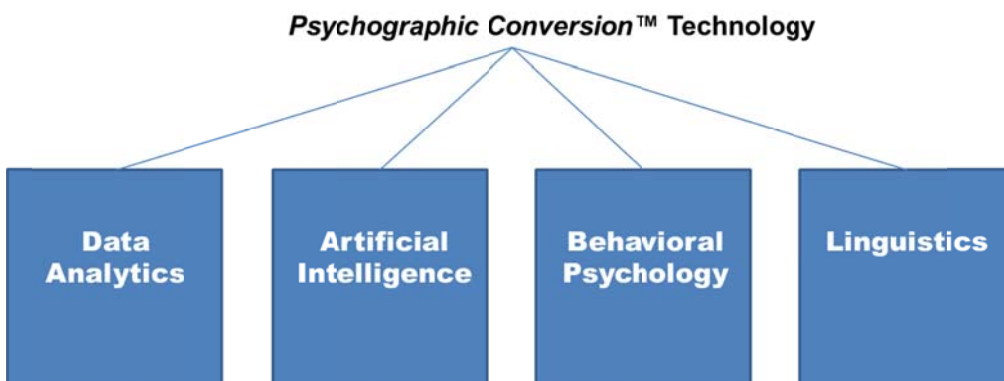 Psychographic Conversion™ Technology
Data
Analytics
Artificial
Intelligence
Behavioral
Psychology
Linguistics